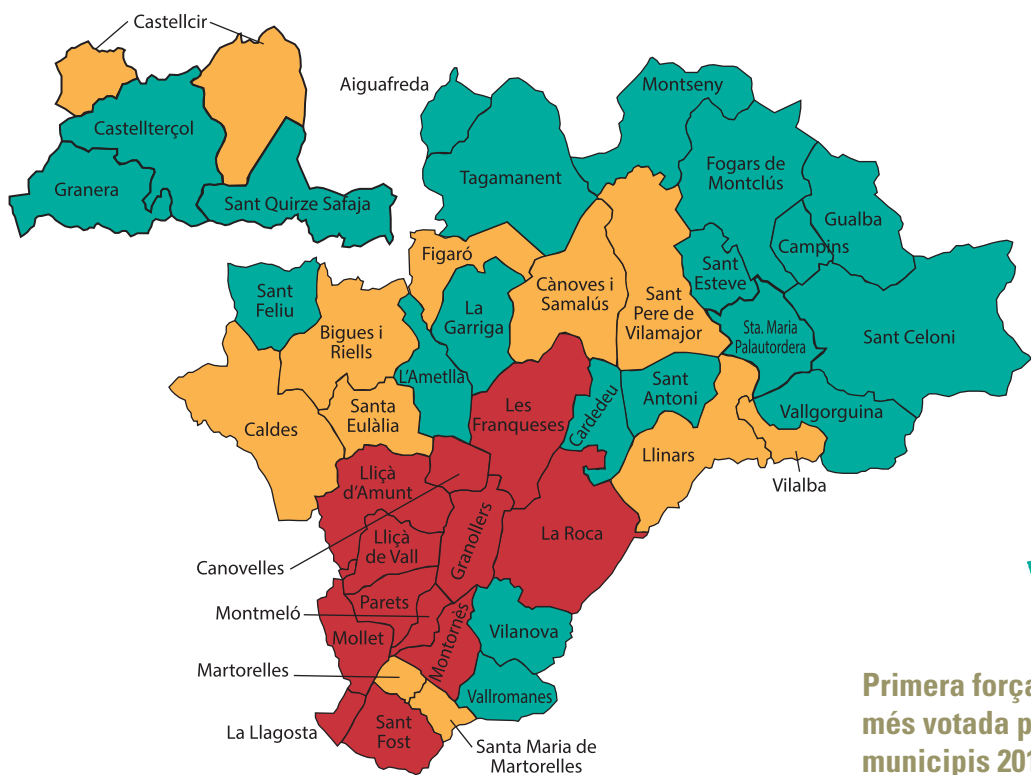 Castellcir
Aiguafreda
Montseny
Castellterçol
Tagamanent
Fogars de
Montclús
Granera
Sant Quirze Safaja
Gualba
Campins
Figaró
Sant
Esteve
Cànoves i
Samalús
Sant
Feliu
La
Garriga
Sant
Pere de
Vilamajor
Bigues i
Riells
Sta. Maria
Palautordera
Sant Celoni
L'Ametlla
Sant
Antoni
Santa
Eulàlia
Les
Franqueses
Cardedeu
Vallgorguina
Caldes
Llinars
Vilalba
Lliçà
d'Amunt
Granollers
La Roca
Lliçà
de Vall
Canovelles
Parets
Montmeló
Mollet
Montornès
Vilanova
Martorelles
Vallromanes
La Llagosta
Sant
Fost
Santa Maria de
Martorelles
Primera força
més votada p
municipis 201